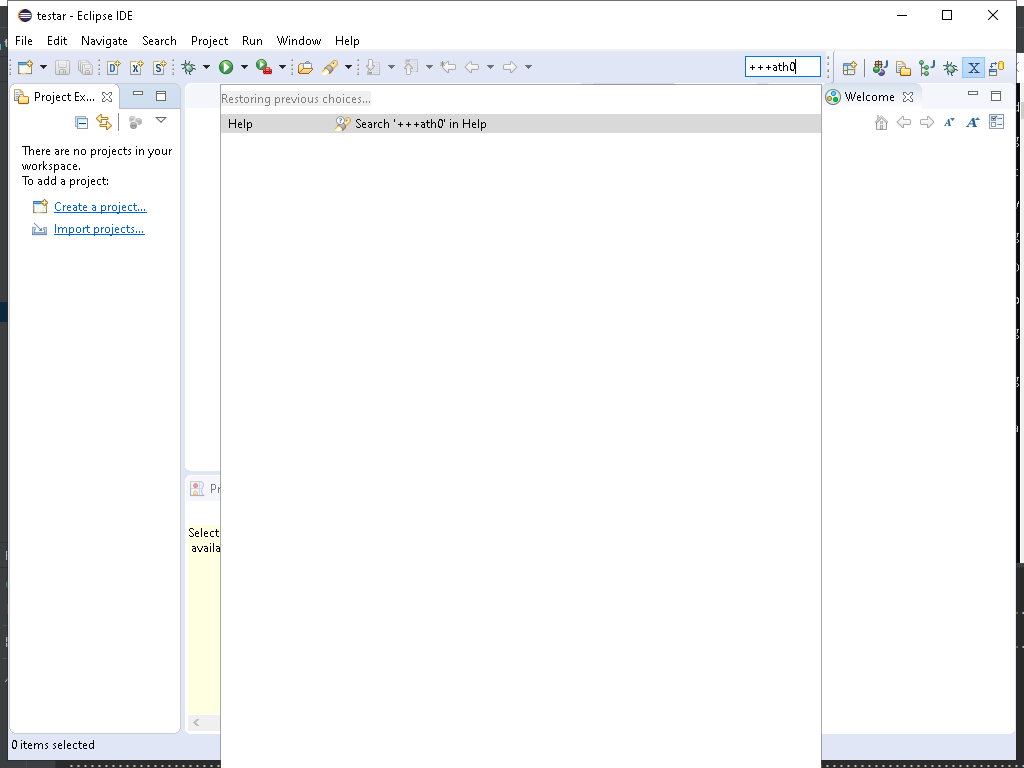 testar - Eclipse IDE
File Edit Navigate Search Project Run Window Help
+++ath0
Project Ex...
Restoring previous choices...
Welcome
Help Search '+++ath0' in Help
There are no projects in your
workspace.
To add a project:
Create a project...
Import projects...
Pr
Select
availa
0 items selected